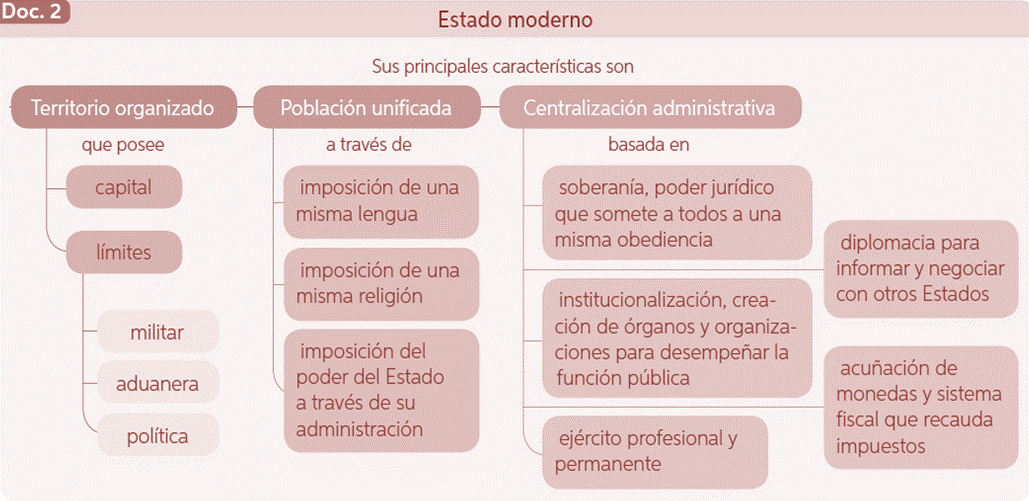 Doc. 2
Estado moderno
Sus principales características son
Territorio organizado
que posee
capital
límites
militar
aduanera
política
Población unificada
a través de
imposición de una
misma lengua
imposición de una
misma religión
imposición del
poder del Estado
a través de su
administración
Centralización administrativa
basada en
soberanía, poder jurídico
que somete a todos a una
misma obediencia
diplomacia para
informar y negociar
con otros Estados
institucionalización, crea-
ción de órganos y organiza-
ciones para desempeñar la
función pública
acuñación de
monedas y sistema
fiscal que recauda
impuestos
ejército profesional y
permanente